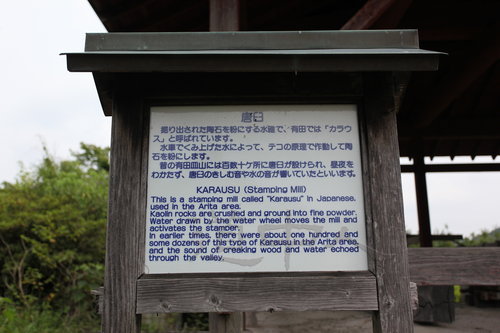 唐臼
掘り出された陶石を粉にする水碓で、有田では「カラウ
ス」と呼ばれています。
水車でくみ上げた水によって、テコの原理で作動して陶
石を粉にします。
昔の有田皿山には百数十ケ所に唐臼が設けられ、昼夜を
わかたず、唐臼のきしむ音や水の音が響いていたといいます。
KARAUSU (Stamping Mill)
This is a stamping mill called "Karausu" in Japanese,
used in the Arita area.
Kaolin rocks are crushed and ground into fine powder.
Water drawn by the water wheel moves the mill and
activates the stamper.
In earlier times, there were about one hundred and
some dozens of this type of Karausu in the Arita area,
and the sound of creaking wood and water echoed
through the valley.